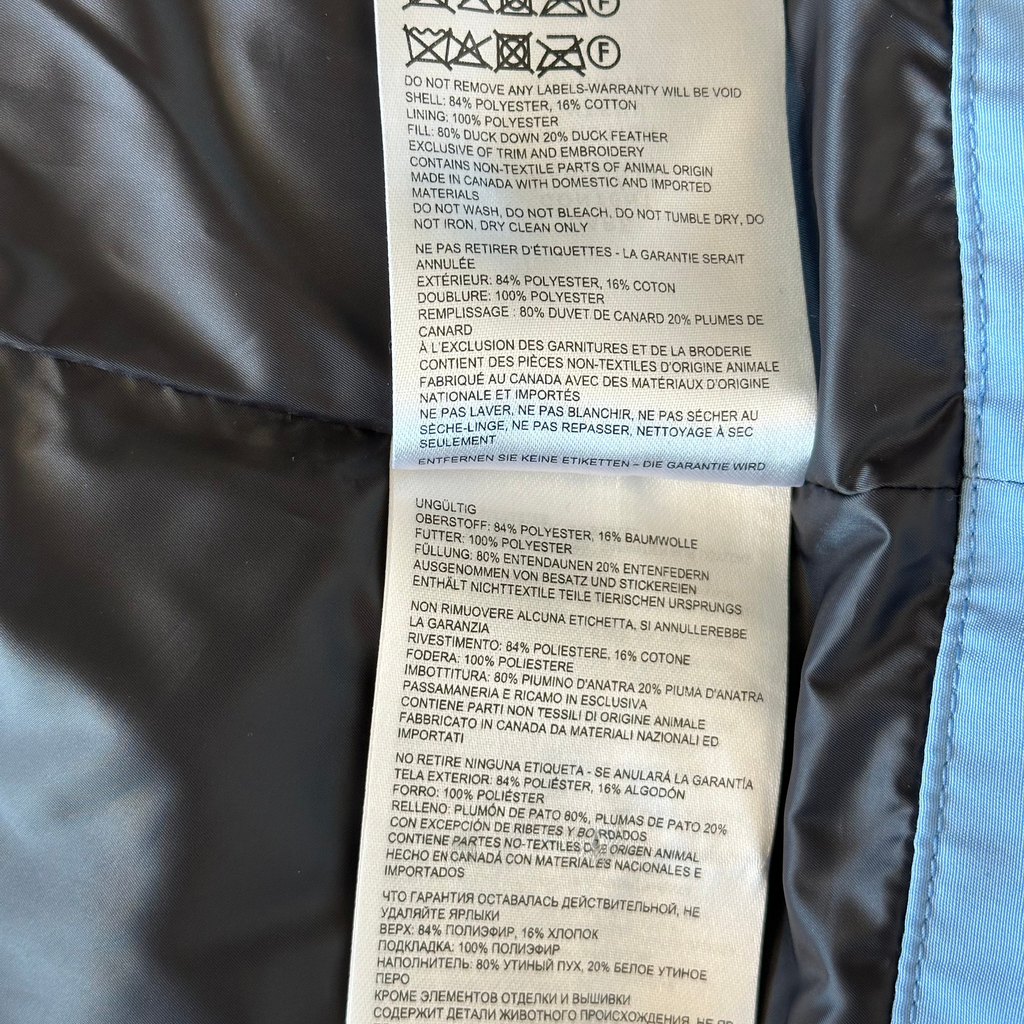 F
F
DO NOT REMOVE ANY LABELS-WARRANTY WILL BE VOID
SHELL: 84% POLYESTER, 16% COTTON
LINING: 100% POLYESTER
FILL: 80% DUCK DOWN 20% DUCK FEATHER
EXCLUSIVE OF TRIM AND EMBROIDERY
CONTAINS NON-TEXTILE PARTS OF ANIMAL ORIGIN
MADE IN CANADA WITH DOMESTIC AND IMPORTED
MATERIALS
DO NOT WASH, DO NOT BLEACH, DO NOT TUMBLE DRY, DO
NOT IRON, DRY CLEAN ONLY
NE PAS RETIRER D'ÉTIQUETTES - LA GARANTIE SERAIT
ANNULÉE
EXTÉRIEUR: 84% POLYESTER, 16% COTON
DOUBLURE: 100% POLYESTER
REMPLISSAGE : 80% DUVET DE CANARD 20% PLUMES DE
CANARD
À L'EXCLUSION DES GARNITURES ET DE LA BRODERIE
CONTIENT DES PIÈCES NON-TEXTILES D'ORIGINE ANIMALE
FABRIQUÉ AU CANADA AVEC DES MATÉRIAUX D'ORIGINE
NATIONALE ET IMPORTÉS
NE PAS LAVER, NE PAS BLANCHIR, NE PAS SÉCHER AU
SÈCHE-LINGE, NE PAS REPASSER, NETTOYAGE À SEC
SEULEMENT
ENTFERNEN SIE KEINE ETIKETTEN – DIE GARANTIE WIRD
UNGÜLTIG
OBERSTOFF: 84% POLYESTER, 16% BAUMWOLLE
FUTTER: 100% POLYESTER
FÜLLUNG: 80% ENTENDAUNEN 20% ENTENFEDERN
AUSGENOMMEN VON BESATZ UND STICKEREIEN
ENTHÄLT NICHTTEXTILE TEILE TIERISCHEN URSPRUNGS
NON RIMUOVERE ALCUNA ETICHETTA, SI ANNULLEREBBE
LA GARANZIA
RIVESTIMENTO: 84% POLIESTERE, 16% COTONE
FODERA: 100% POLIESTERE
IMBOTTITURA: 80% PIUMINO D'ANATRA 20% PIUMA D'ANATRA
PASSAMANERIA E RICAMO IN ESCLUSIVA
CONTIENE PARTI NON TESSILI DI ORIGINE ANIMALE
FABBRICATO IN CANADA DA MATERIALI NAZIONALI ED
IMPORTATI
NO RETIRE NINGUNA ETIQUETA - SE ANULARÁ LA GARANTÍA
TELA EXTERIOR: 84% POLIÉSTER, 16% ALGODÓN
FORRO: 100% POLIÉSTER
RELLENO: PLUMÓN DE PATO 80%, PLUMAS DE PATO 20%
CON EXCEPCIÓN DE RIBETES Y BORDADOS
CONTIENE PARTES NO-TEXTILES DE ORIGEN ANIMAL
HECHO EN CANADÁ CON MATERIALES NACIONALES E
IMPORTADOS
ЧТО ГАРАНТИЯ ОСТАВАЛАСЬ ДЕЙСТВИТЕЛЬНОЙ, НЕ
УДАЛЯЙТЕ ЯРЛЫКИ
ВЕРХ: 84% ПОЛИЭФИР, 16% ХЛОПОК
ПОДКЛАДКА: 100% ПОЛИЭФИР
НАПОЛНИТЕЛЬ: 80% УТИНЫЙ ПУХ, 20% БЕЛОЕ УТИНОЕ
ПЕРО
КРОМЕ ЭЛЕМЕНТОВ ОТДЕЛКИ И ВЫШИВКИ
СОДЕРЖИТ ДЕТАЛИ ЖИВОТНОГО ПРОИСХОЖДЕНИЯ, НЕ